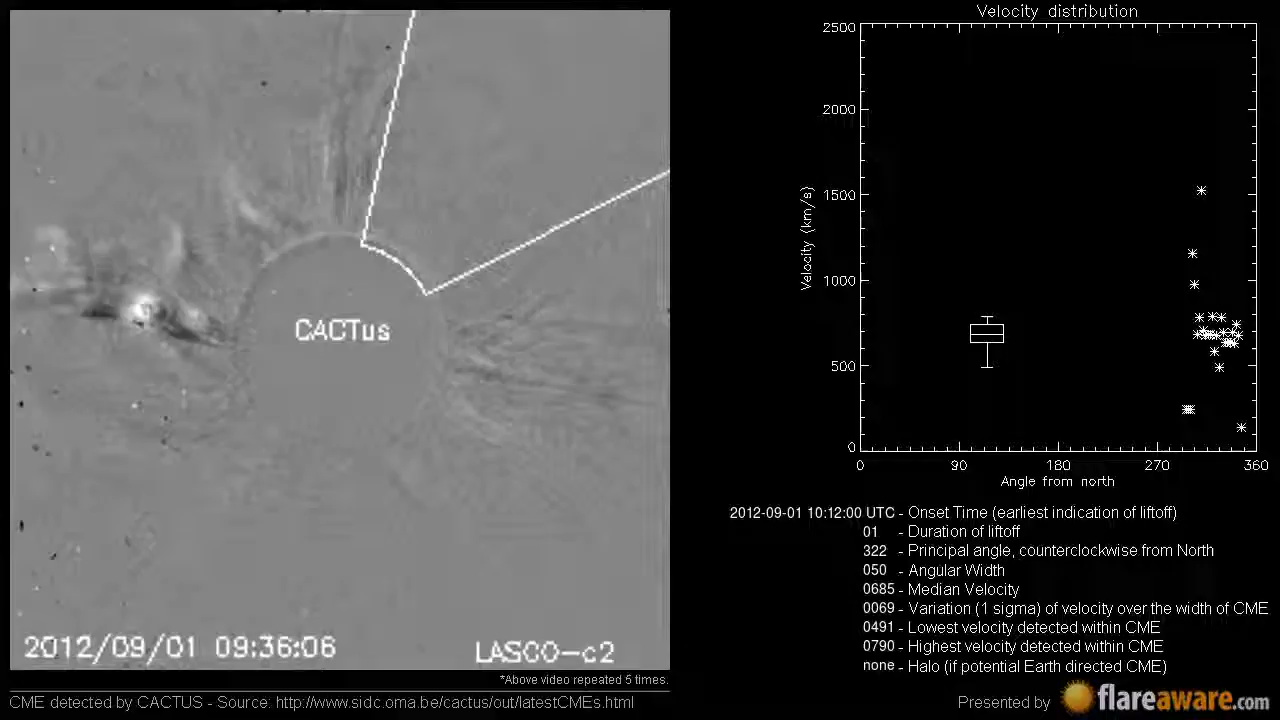 CACTus
2012/09/01 09:36:06
LASCO-c2
*Above video repeated 5 times.
CME detected by CACTUS - Source: http://www.sidc.oma.be/cactus/out/latestCMEs.html
Velocity distribution
2500
2000
1500
1000
500
0
Velocity (km/s)
0 90 180 270 360
Angle from north
2012-09-01 10:12:00 UTC - Onset Time (earliest indication of liftoff)
01 - Duration of liftoff
322 - Principal angle, counterclockwise from North
050 - Angular Width
0685 - Median Velocity
0069 - Variation (1 sigma) of velocity over the width of CME
0491 - Lowest velocity detected within CME
0790 - Highest velocity detected within CME
none - Halo (if potential Earth directed CME)
Presented by flareaware.com